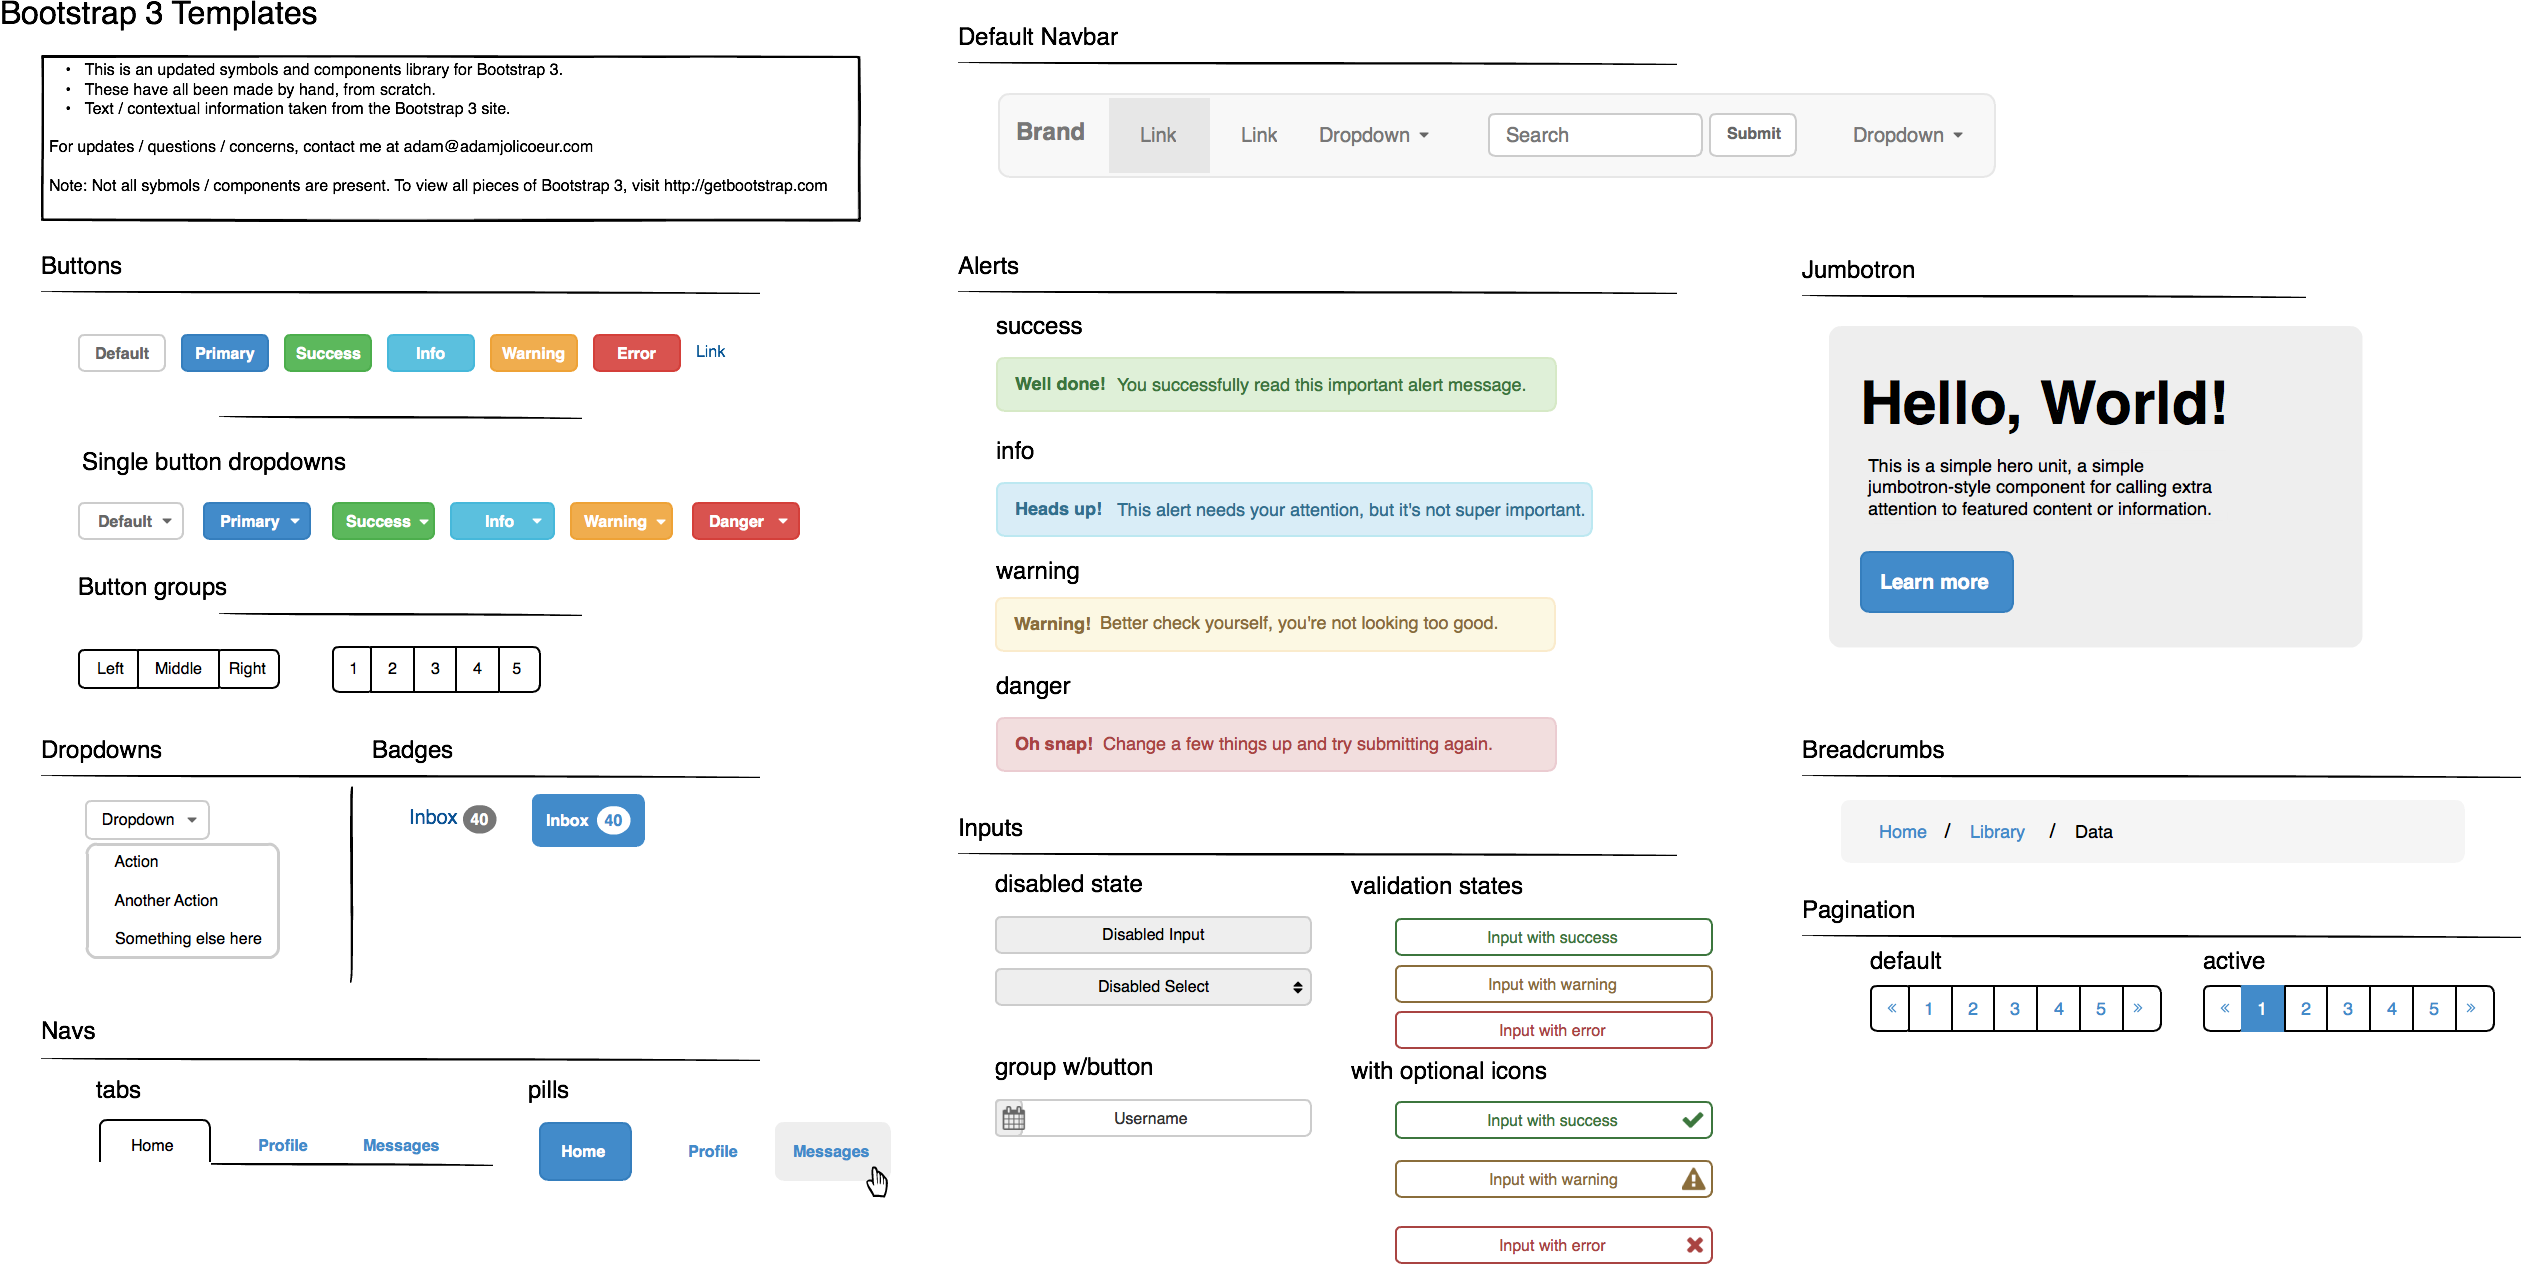 Bootstrap 3 Templates
• This is an updated symbols and components library for Bootstrap 3.
• These have all been made by hand, from scratch.
• Text / contextual information taken from the Bootstrap 3 site.
For updates / questions / concerns, contact me at adam@adamjolicoeur.com
Note: Not all sybmols / components are present. To view all pieces of Bootstrap 3, visit http://getbootstrap.com
Buttons
Default Primary Success Info Warning Error Link
Single button dropdowns
Default Primary Success Info Warning Danger
Button groups
Left Middle Right 1 2 3 4 5
Dropdowns
Dropdown
Action
Another Action
Something else here
Badges
Inbox 40 Inbox 40
Navs
tabs
Home Profile Messages
pills
Home Profile Messages
Default Navbar
Brand Link Link Dropdown Search Submit Dropdown
Alerts
success
Well done! You successfully read this important alert message.
info
Heads up! This alert needs your attention, but it's not super important.
warning
Warning! Better check yourself, you're not looking too good.
danger
Oh snap! Change a few things up and try submitting again.
Inputs
disabled state
Disabled Input
Disabled Select
group w/button
Username
validation states
Input with success
Input with warning
Input with error
with optional icons
Input with success
Input with warning
Input with error
Jumbotron
Hello, World!
This is a simple hero unit, a simple
jumbotron-style component for calling extra
attention to featured content or information.
Learn more
Breadcrumbs
Home / Library / Data
Pagination
default
« 1 2 3 4 5 »
active
« 1 2 3 4 5 »